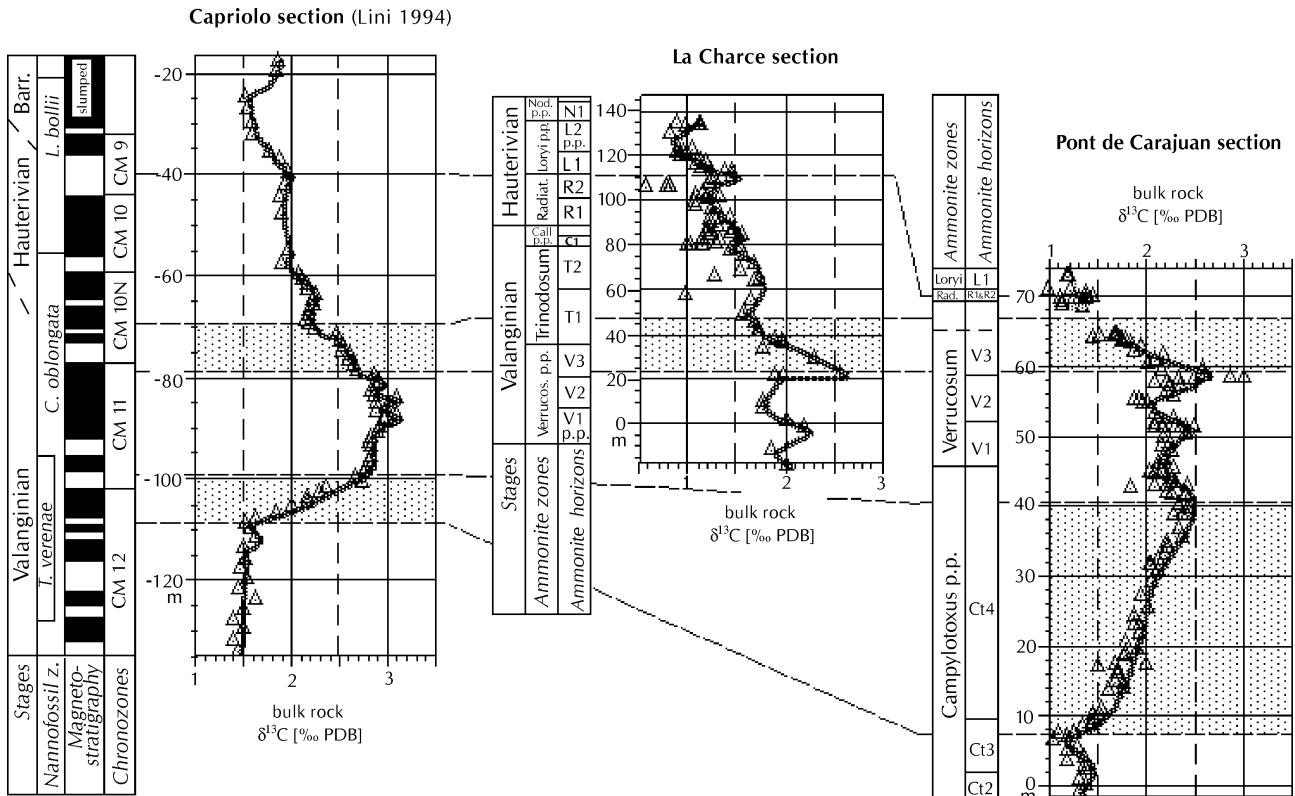 Capriolo section (Lini 1994)
Stages
Nannofossil z.
Magneto-
stratigraphy
Chronozones
Valanginian
Hauterivian
Barr.
T. verenae
C. oblongata
L. bollii
slumped
CM 9
CM 10
CM 10N
CM 11
CM 12
-20
-40
-60
-80
-100
-120
m
1 2 3
bulk rock
δ¹³C [‰ PDB]
La Charce section
Stages
Ammonite zones
Ammonite horizons
Hauterivian
Valanginian
Nod. p.p.
Loryi p.p.
Radiat.
Call p.p.
Trinodosum
Verrucos. p.p.
N1
L2
p.p.
L1
R2
R1
C1
T2
T1
V3
V2
V1
p.p.
140
120
100
80
60
40
20
0
m
1 2 3
bulk rock
δ¹³C [‰ PDB]
Pont de Carajuan section
bulk rock
δ¹³C [‰ PDB]
1 2 3
Ammonite zones
Ammonite horizons
Loryi
L1
Rad.
R1&R2
Verrucosum
V3
V2
V1
Campylotoxus p.p.
Ct4
Ct3
Ct2
70
60
50
40
30
20
10
0
m